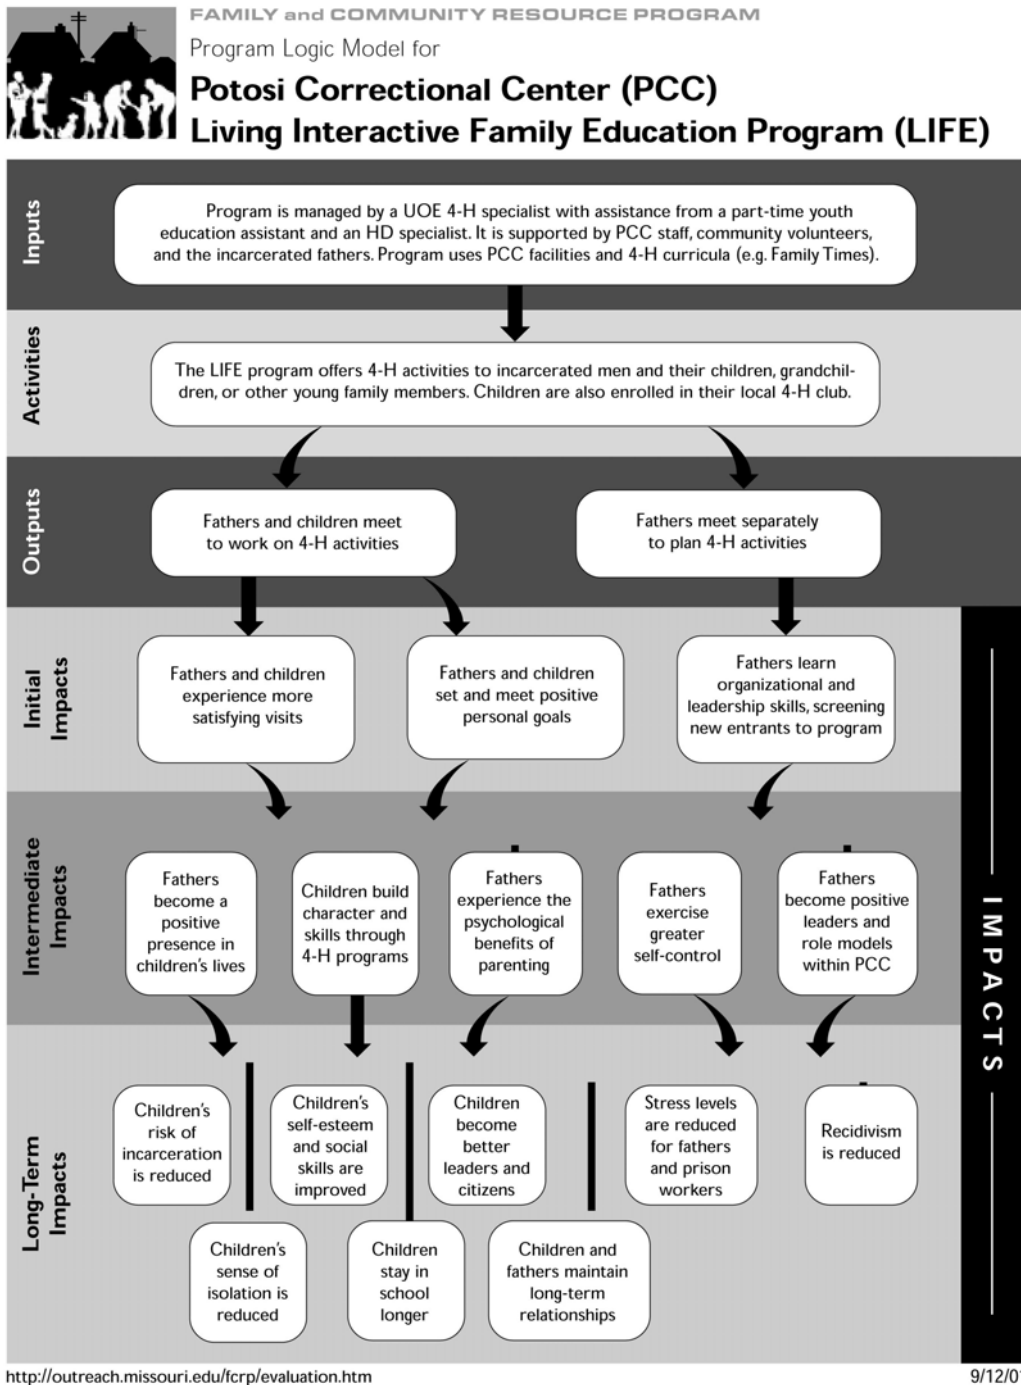 FAMILY and COMMUNITY RESOURCE PROGRAM
Program Logic Model for
Potosi Correctional Center (PCC)
Living Interactive Family Education Program (LIFE)
Inputs
Program is managed by a UOE 4-H specialist with assistance from a part-time youth
education assistant and an HD specialist. It is supported by PCC staff, community volunteers,
and the incarcerated fathers. Program uses PCC facilities and 4-H curricula (e.g. Family Times).
Activities
The LIFE program offers 4-H activities to incarcerated men and their children, grandchil-
dren, or other young family members. Children are also enrolled in their local 4-H club.
Outputs
Fathers and children meet
to work on 4-H activities
Fathers meet separately
to plan 4-H activities
Initial
Impacts
Fathers and children
experience more
satisfying visits
Fathers and children
set and meet positive
personal goals
Fathers learn
organizational and
leadership skills, screening
new entrants to program
Intermediate
Impacts
Fathers
become a
positive
presence in
children's lives
Children build
character and
skills through
4-H programs
Fathers
experience the
psychological
benefits of
parenting
Fathers
exercise
greater
self-control
Fathers
become positive
leaders and
role models
within PCC
IMPACTS
Long-Term
Impacts
Children's
risk of
incarceration
is reduced
Children's
self-esteem
and social
skills are
improved
Children
become
better
leaders and
citizens
Stress levels
are reduced
for fathers
and prison
workers
Recidivism
is reduced
Children's
sense of
isolation is
reduced
Children
stay in
school
longer
Children and
fathers maintain
long-term
relationships
http://outreach.missouri.edu/fcrp/evaluation.htm
9/12/01